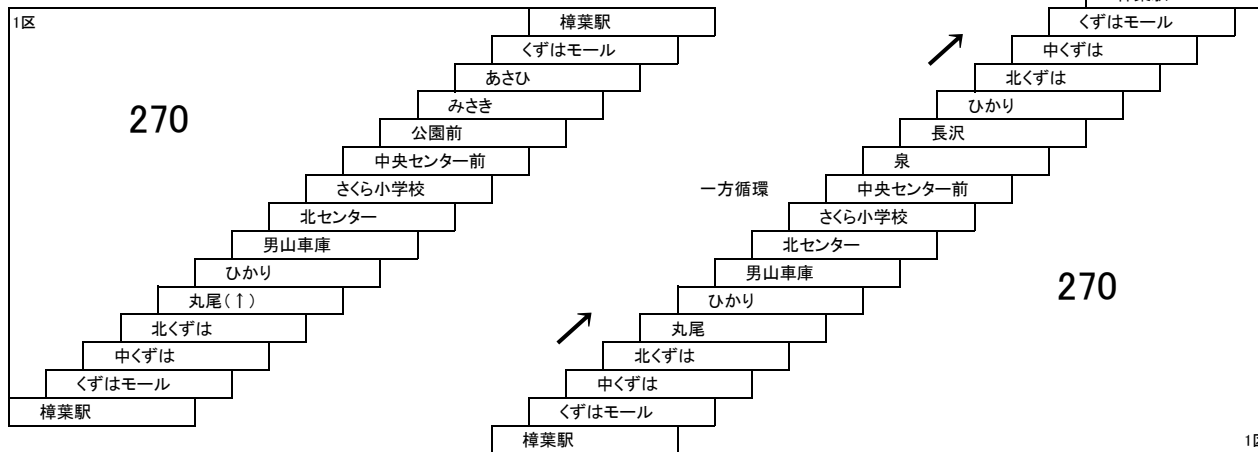 1区
樟葉駅
くずはモール
あさひ
みさき
270
公園前
中央センター前
さくら小学校
北センター
男山車庫
ひかり
丸尾(↑)
北くずは
中くずは
くずはモール
樟葉駅
くずはモール
中くずは
北くずは
ひかり
長沢
泉
一方循環
中央センター前
さくら小学校
北センター
男山車庫
270
ひかり
丸尾
北くずは
中くずは
くずはモール
樟葉駅